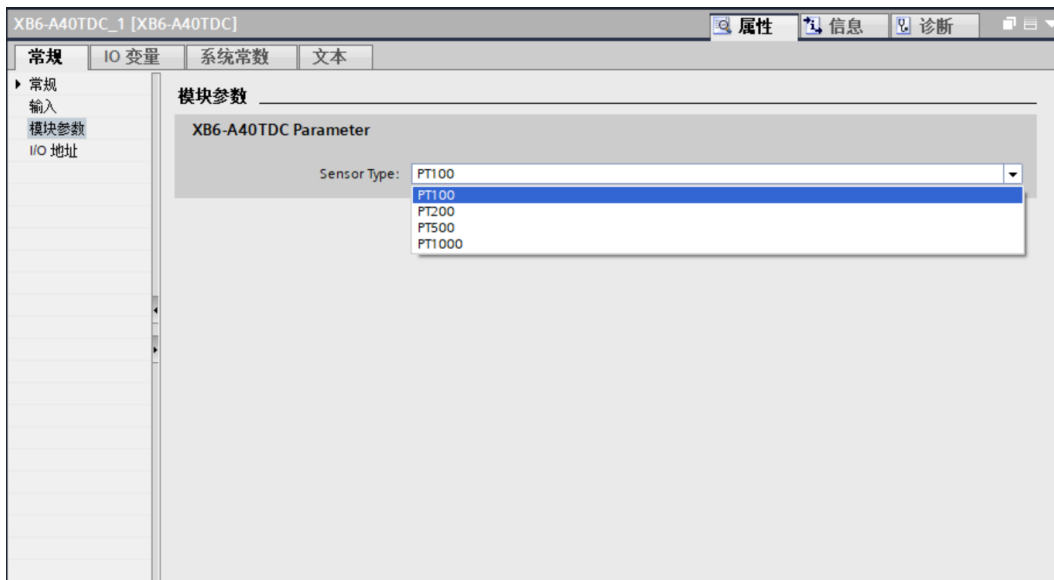 XB6-A40TDC_1 [XB6-A40TDC]
属性
信息
诊断
常规
IO 变量
系统常数
文本
常规
输入
模块参数
I/O 地址
模块参数
XB6-A40TDC Parameter
Sensor Type: PT100
PT100
PT200
PT500
PT1000